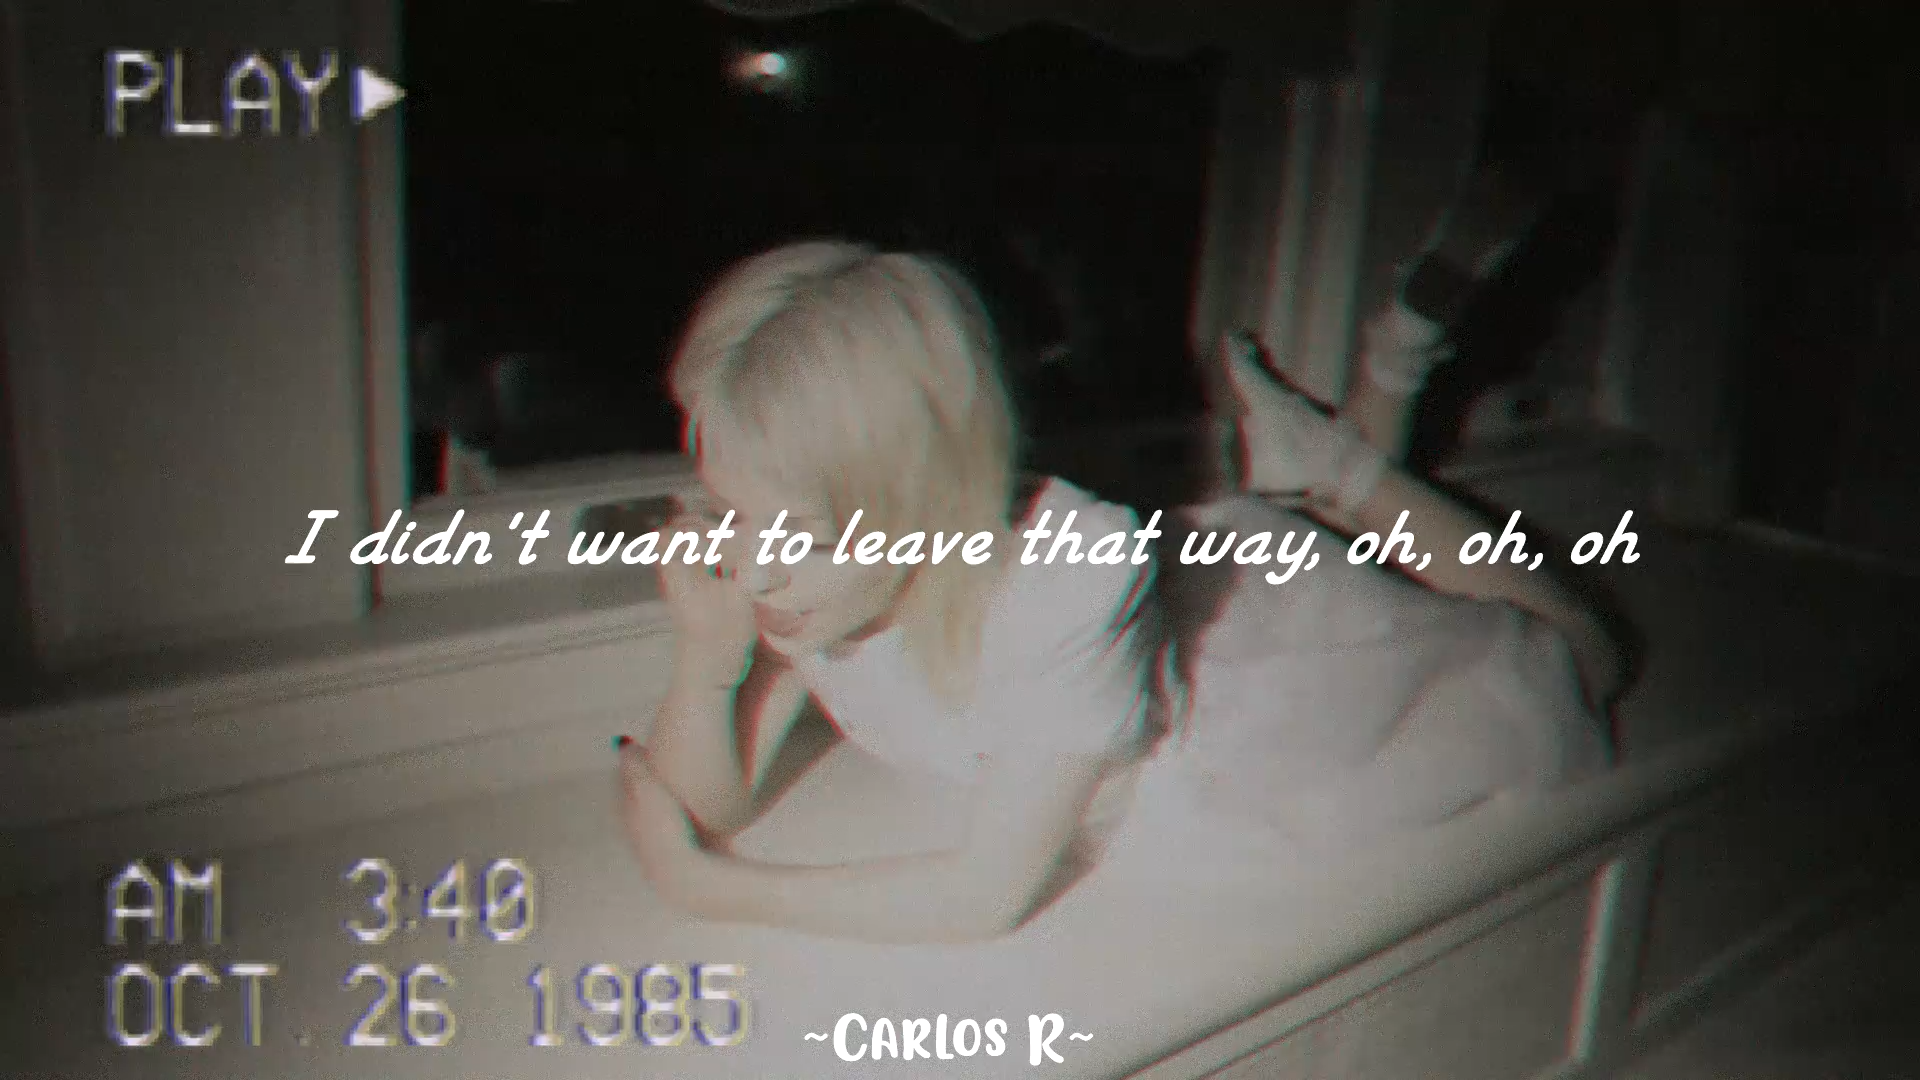 PLAY
I didn't want to leave that way, oh, oh, oh
AM 3:40
OCT. 26 1985
~CARLOS R~